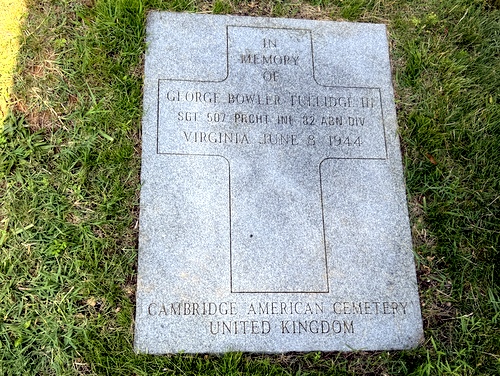 IN
MEMORY
OF
GEORGE BOWLER TULLIDGE III
SGT 507 PRCHT INF 82 ABN DIV
VIRGINIA JUNE 8 1944
CAMBRIDGE AMERICAN CEMETERY
UNITED KINGDOM